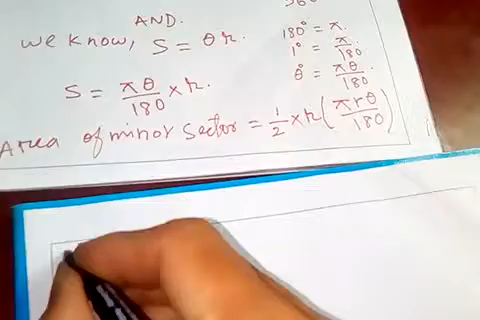 AND.
We know, S = θr.
180° = π.
1° = π/180
θ° = πθ/180.
S = πθ/180 × r.
Area of minor sector = 1/2 × r (πrθ/180)